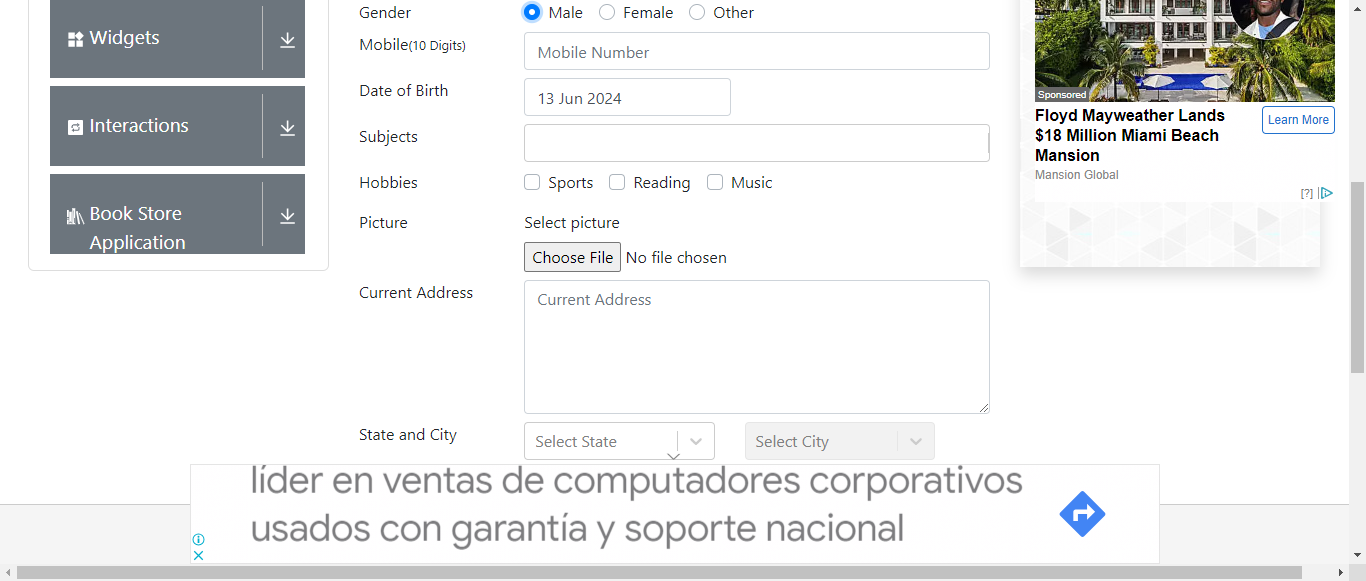 Widgets
Interactions
Book Store
Application
Gender
Male Female Other
Mobile(10 Digits)
Mobile Number
Date of Birth
13 Jun 2024
Subjects
Hobbies
Sports Reading Music
Picture
Select picture
Choose File No file chosen
Current Address
Current Address
State and City
Select State
Select City
Sponsored
Floyd Mayweather Lands
$18 Million Miami Beach
Mansion
Learn More
Mansion Global
[?]
líder en ventas de computadores corporativos
usados con garantía y soporte nacional